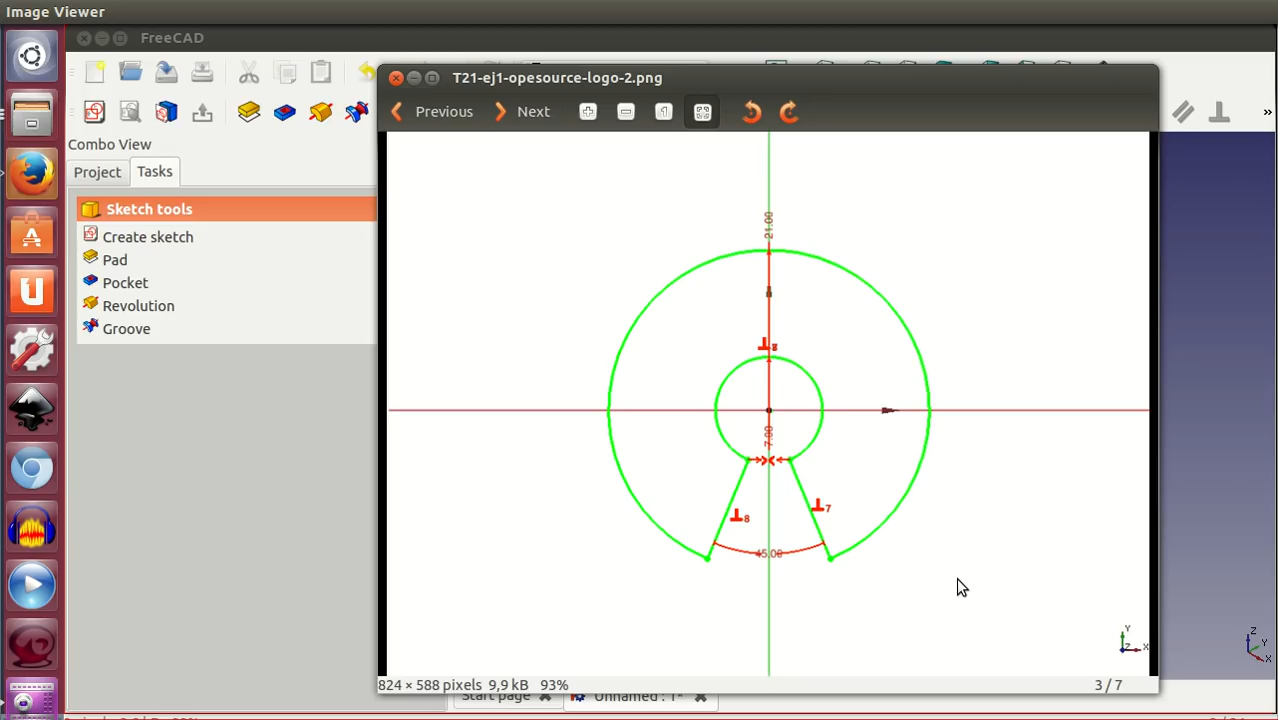 Image Viewer
FreeCAD
T21-ej1-opesource-logo-2.png
Previous
Next
»
Combo View
Project
Tasks
Sketch tools
Create sketch
Pad
Pocket
Revolution
Groove
21.00
7.00
8
7
45.00
Y
Z
X
Z
Y
X
824 × 588 pixels 9,9 kB 93%
3 / 7
Start page
Unnamed : 1*